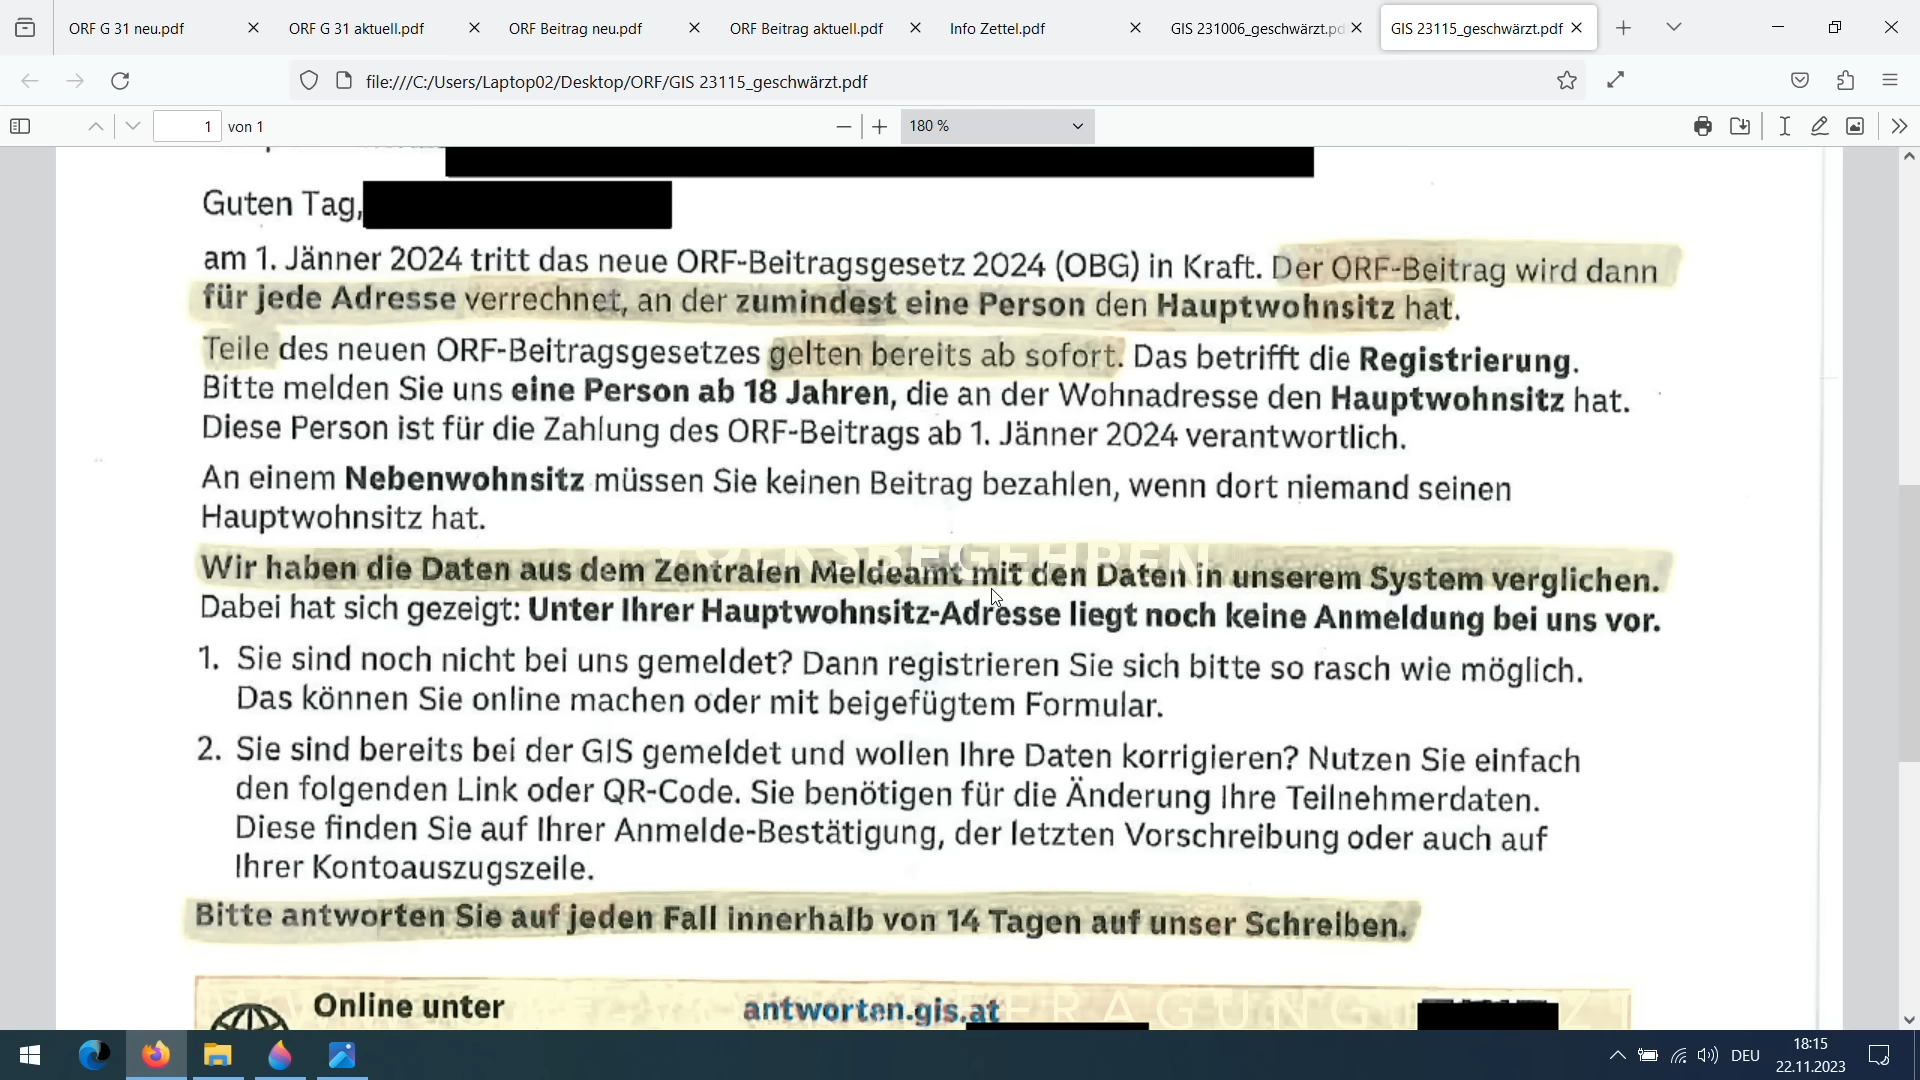 ORF G 31 neu.pdf
ORF G 31 aktuell.pdf
ORF Beitrag neu.pdf
ORF Beitrag aktuell.pdf
Info Zettel.pdf
GIS 231006_geschwärzt.pd
GIS 23115_geschwärzt.pdf
file:///C:/Users/Laptop02/Desktop/ORF/GIS 23115_geschwärzt.pdf
1 von 1
180 %
Guten Tag,
am 1. Jänner 2024 tritt das neue ORF-Beitragsgesetz 2024 (OBG) in Kraft. Der ORF-Beitrag wird dann
für jede Adresse verrechnet, an der zumindest eine Person den Hauptwohnsitz hat.
Teile des neuen ORF-Beitragsgesetzes gelten bereits ab sofort. Das betrifft die Registrierung.
Bitte melden Sie uns eine Person ab 18 Jahren, die an der Wohnadresse den Hauptwohnsitz hat.
Diese Person ist für die Zahlung des ORF-Beitrags ab 1. Jänner 2024 verantwortlich.
An einem Nebenwohnsitz müssen Sie keinen Beitrag bezahlen, wenn dort niemand seinen
Hauptwohnsitz hat.
VOLKSBEGEHREN
Wir haben die Daten aus dem Zentralen Meldeamt mit den Daten in unserem System verglichen.
Dabei hat sich gezeigt: Unter Ihrer Hauptwohnsitz-Adresse liegt noch keine Anmeldung bei uns vor.
1. Sie sind noch nicht bei uns gemeldet? Dann registrieren Sie sich bitte so rasch wie möglich.
Das können Sie online machen oder mit beigefügtem Formular.
2. Sie sind bereits bei der GIS gemeldet und wollen Ihre Daten korrigieren? Nutzen Sie einfach
den folgenden Link oder QR-Code. Sie benötigen für die Änderung Ihre Teilnehmerdaten.
Diese finden Sie auf Ihrer Anmelde-Bestätigung, der letzten Vorschreibung oder auch auf
Ihrer Kontoauszugszeile.
Bitte antworten Sie auf jeden Fall innerhalb von 14 Tagen auf unser Schreiben.
Online unter antworten.gis.at
DEU
18:15
22.11.2023